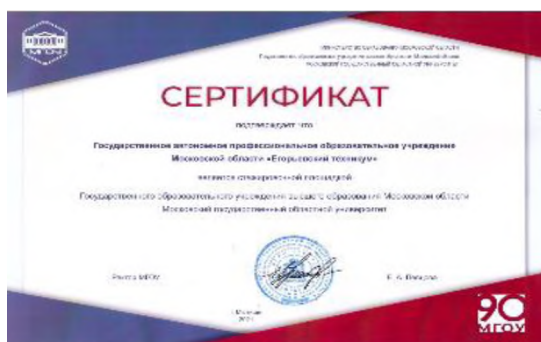 МГОУ
СЕРТИФИКАТ
подтверждает что
Государственное автономное профессиональное образовательное учреждение
Московской области «Егорьевский техникум»
является стажировочной площадкой
Государственного образовательного учреждения высшего образования Московской области
Московский государственный областной университет
Ректор МГОУ
90
МГОУ